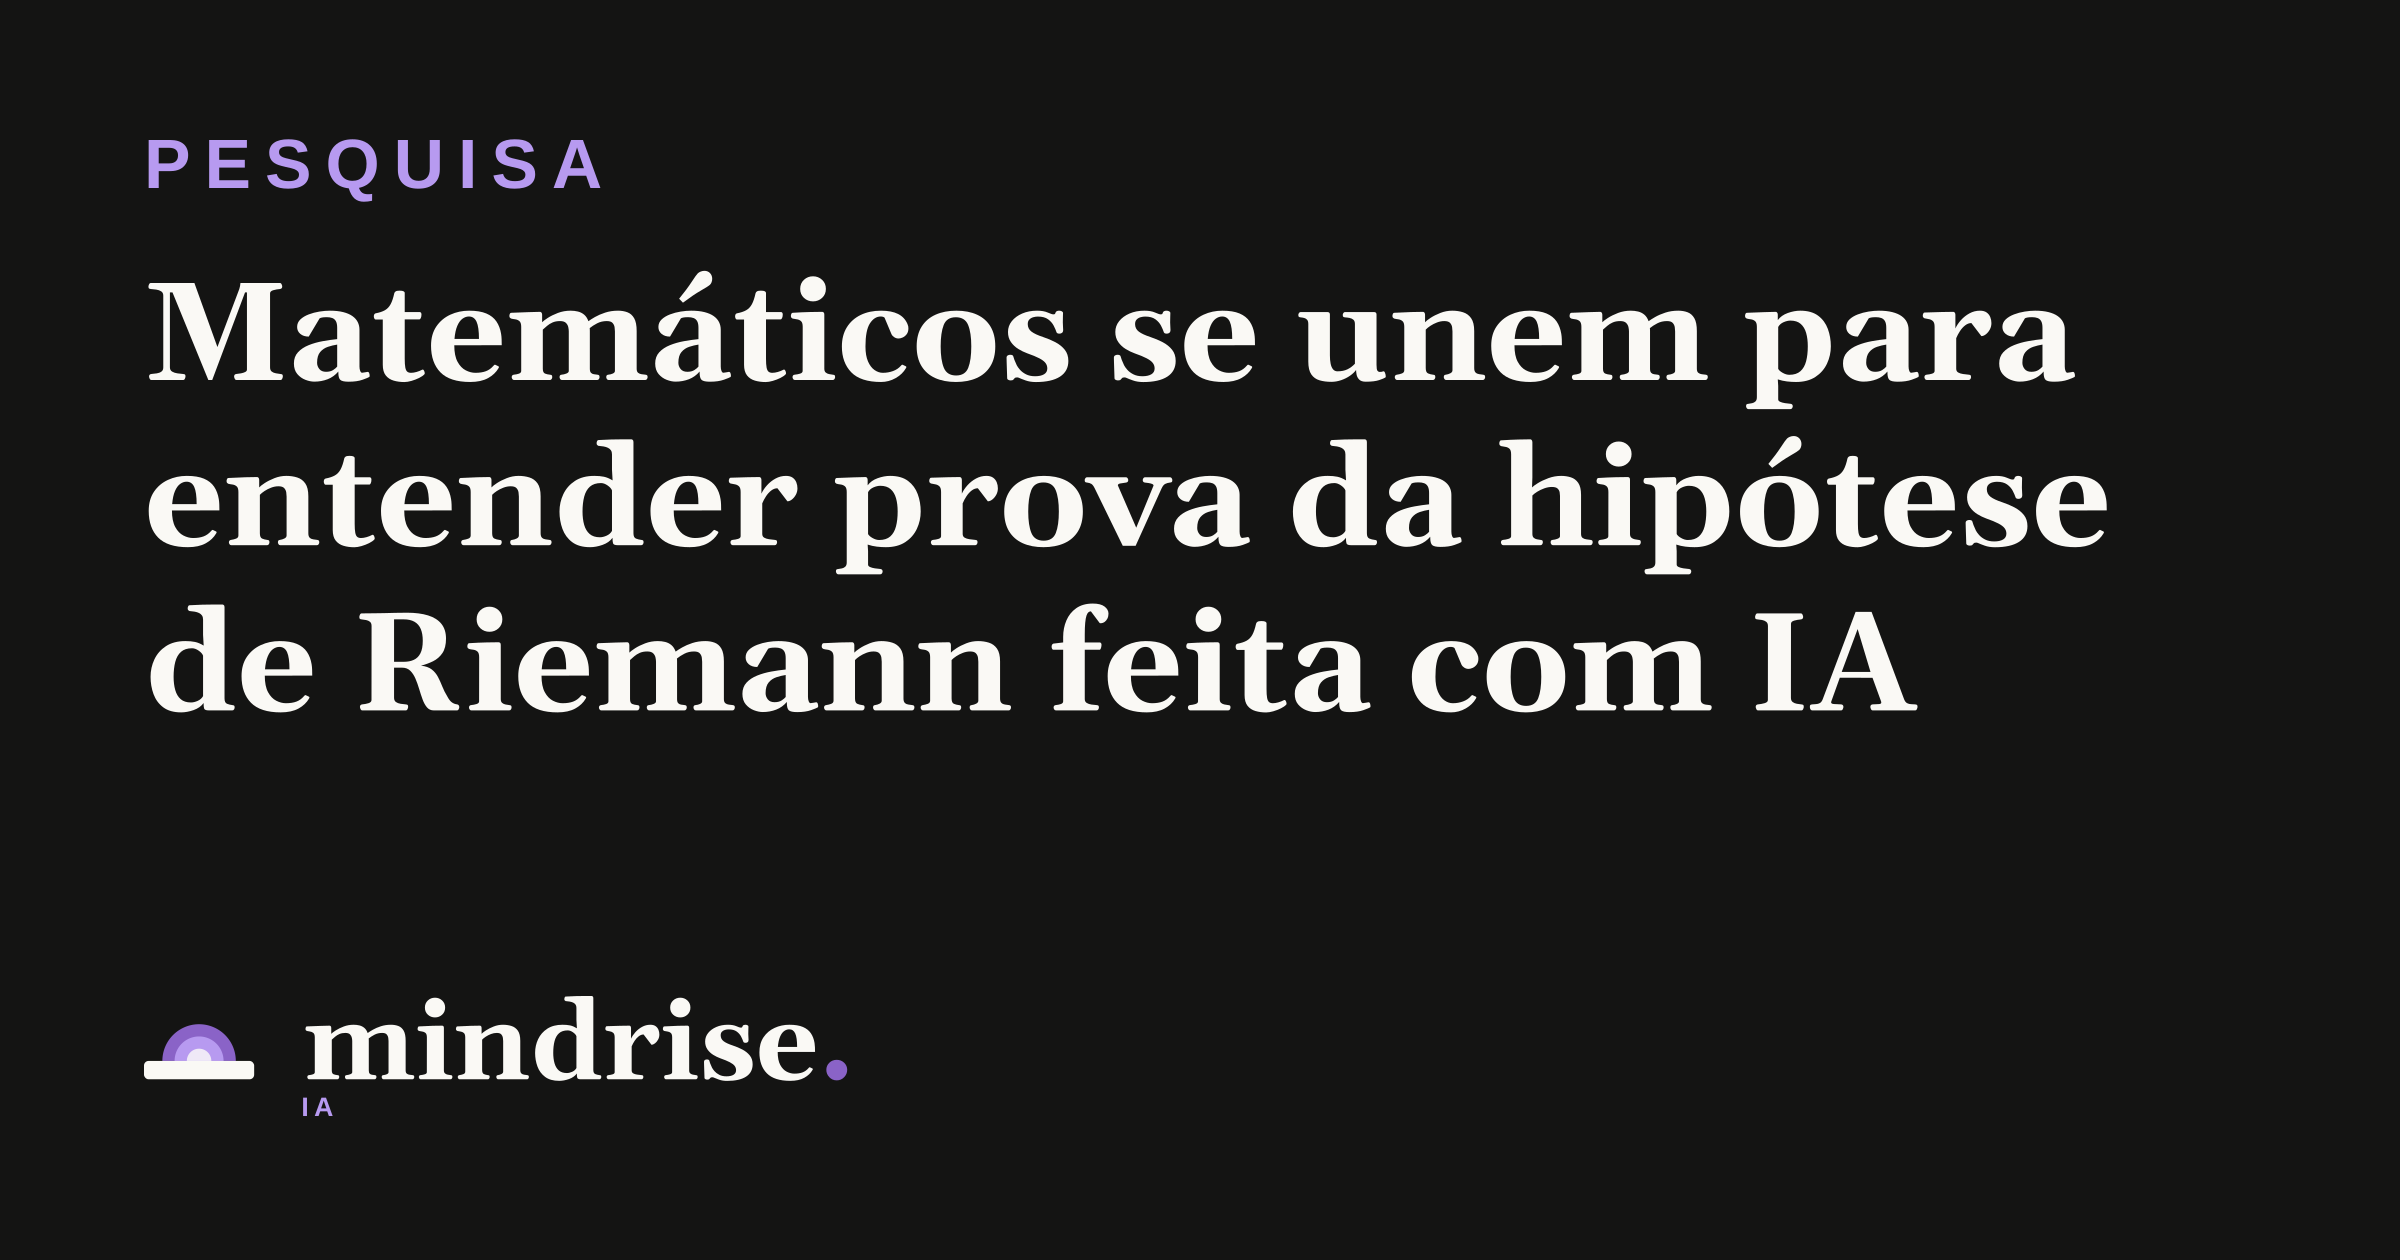 PESQUISA
Matemáticos se unem para
entender prova da hipótese
de Riemann feita com IA
mindrise.
IA